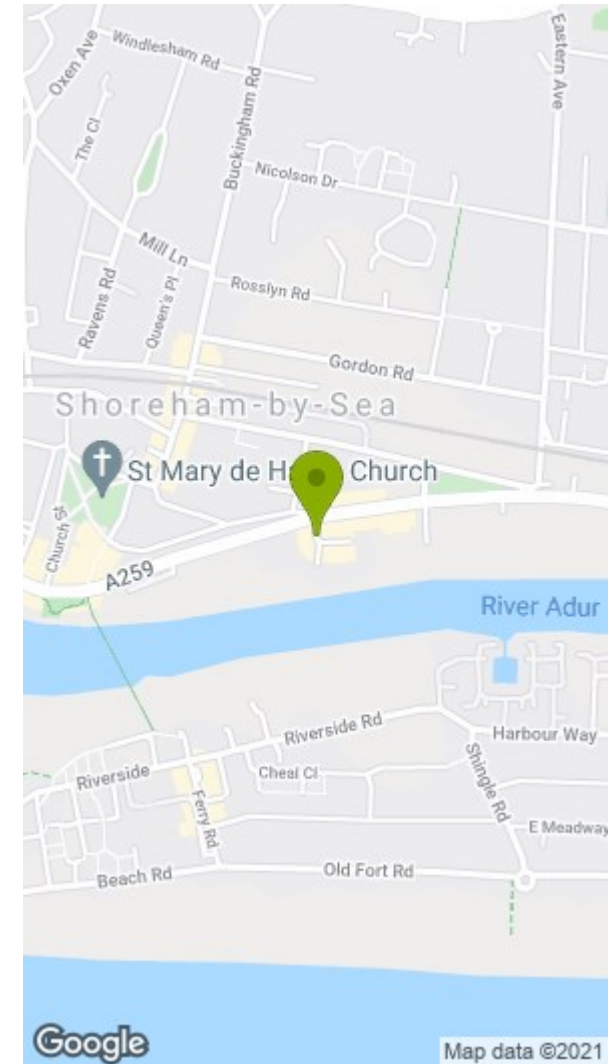 Oxen Ave
Windlesham Rd
Eastern Ave
The Cl
Buckingham Rd
Nicolson Dr
Mill Ln
Ravens Rd
Queen's Pl
Rosslyn Rd
Gordon Rd
Shoreham-by-Sea
St Mary de Ha Church
Church St
A259
River Adur
Riverside Rd
Harbour Way
Riverside
Cheal Cl
Shingle Rd
Ferry Rd
E Meadway
Beach Rd
Old Fort Rd
Google
Map data ©2021